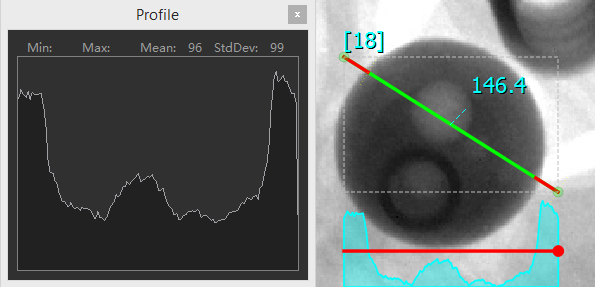 Profile
x
Min: Max: Mean: 96 StdDev: 99
[18]
146.4